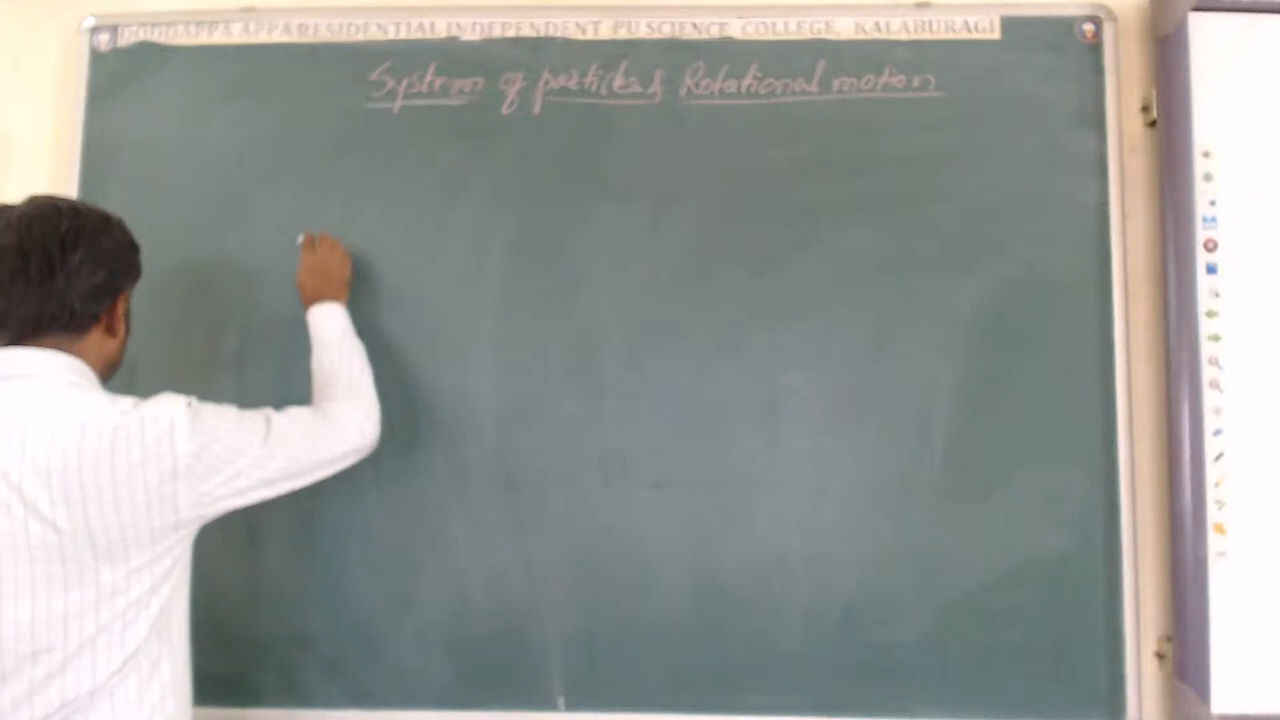 DODDAPPA APPA RESIDENTIAL INDEPENDENT PU SCIENCE COLLEGE, KALABURAGI
System of particles & Rotational motion